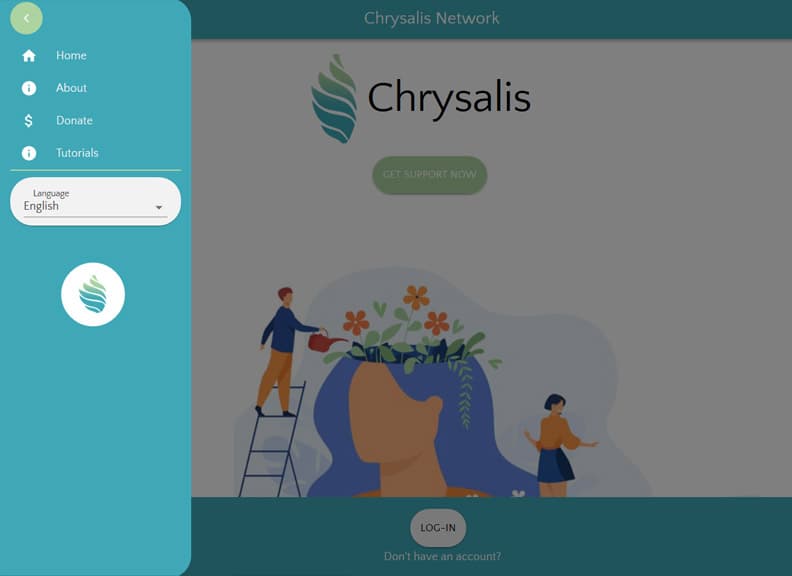 Home
About
Donate
Tutorials
Language
English
Chrysalis Network
Chrysalis
GET SUPPORT NOW
LOG-IN
Don't have an account?